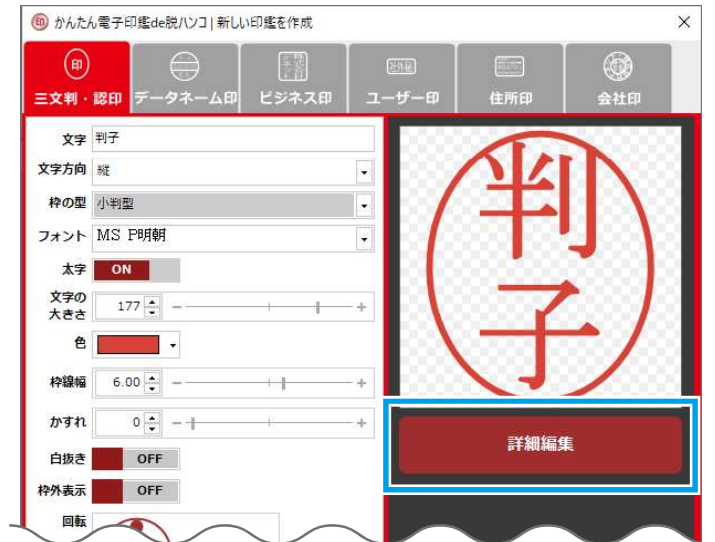 かんたん電子印鑑de脱ハンコ | 新しい印鑑を作成
印
三文判・認印 データネーム印 ビジネス印 ユーザー印 住所印 会社印
文字 判子
文字方向 縦
枠の型 小判型
フォント MS P明朝
太字 ON
文字の
大きさ 177
色
枠線幅 6.00
かすれ 0
白抜き OFF
枠外表示 OFF
回転
判子
詳細編集